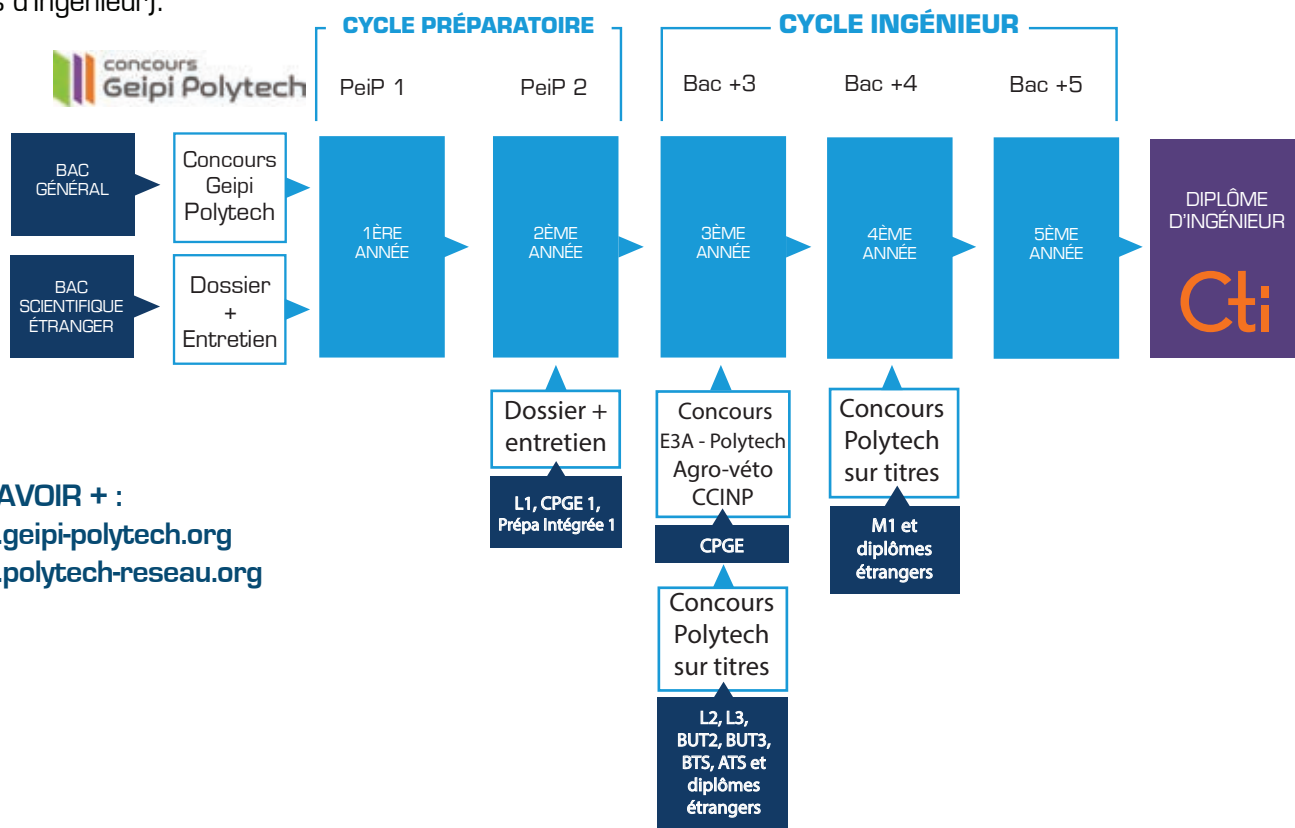 s d'ingénieur).
CYCLE PRÉPARATOIRE
CYCLE INGÉNIEUR
concours
Geipi Polytech
PeiP 1
PeiP 2
Bac +3
Bac +4
Bac +5
BAC
GÉNÉRAL
Concours
Geipi
Polytech
BAC
SCIENTIFIQUE
ÉTRANGER
Dossier
+
Entretien
1ÈRE
ANNÉE
2ÈME
ANNÉE
3ÈME
ANNÉE
4ÈME
ANNÉE
5ÈME
ANNÉE
DIPLÔME
D'INGÉNIEUR
Cti
Dossier +
entretien
L1, CPGE 1,
Prépa Intégrée 1
Concours
E3A - Polytech
Agro-véto
CCINP
CPGE
Concours
Polytech
sur titres
L2, L3,
BUT2, BUT3,
BTS, ATS et
diplômes
étrangers
Concours
Polytech
sur titres
M1 et
diplômes
étrangers
AVOIR + :
.geipi-polytech.org
.polytech-reseau.org